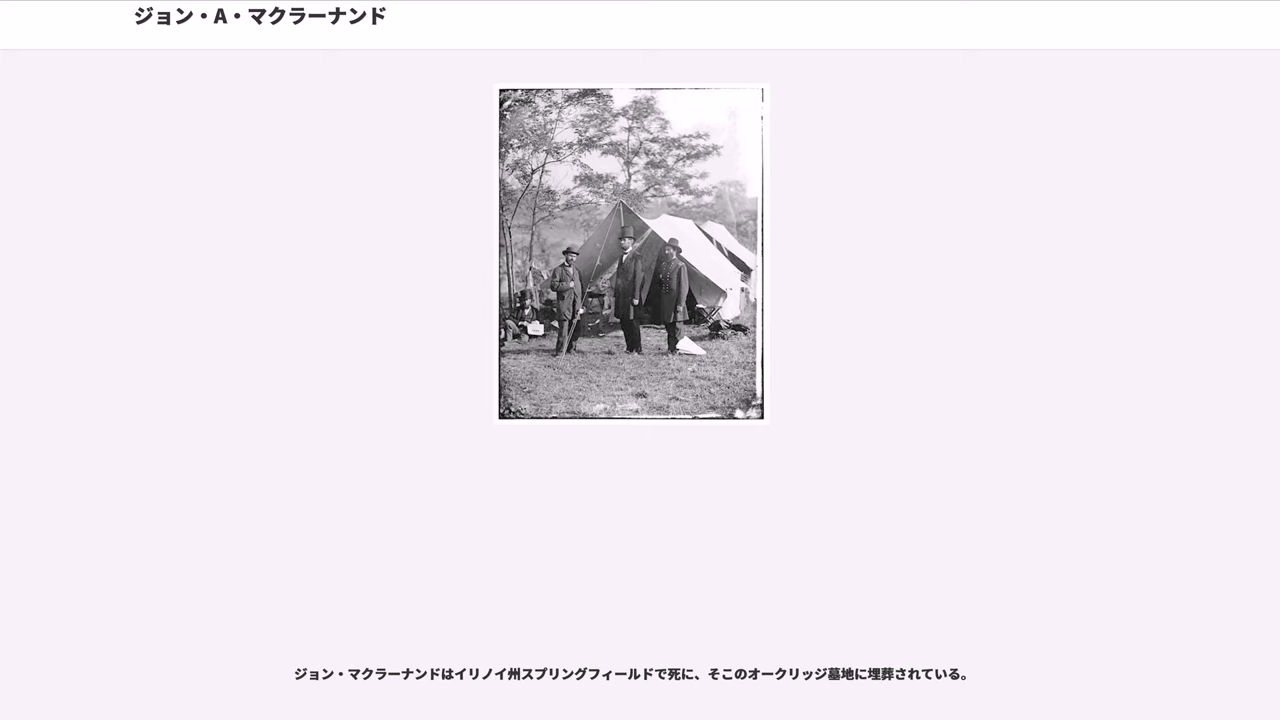 ジョン・A・マクラーナンド
ジョン・マクラーナンドはイリノイ州スプリングフィールドで死に、そこのオークリッジ墓地に埋葬されている。